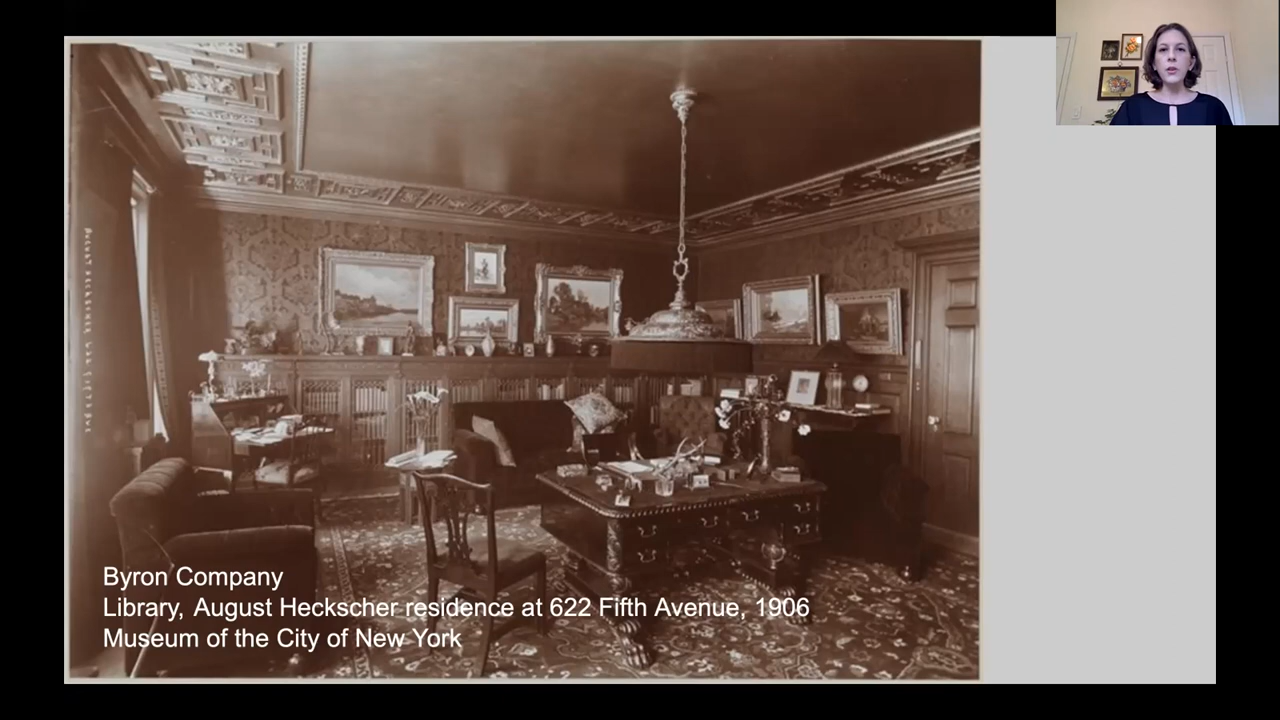 Byron Company
Library, August Heckscher residence at 622 Fifth Avenue, 1906
Museum of the City of New York